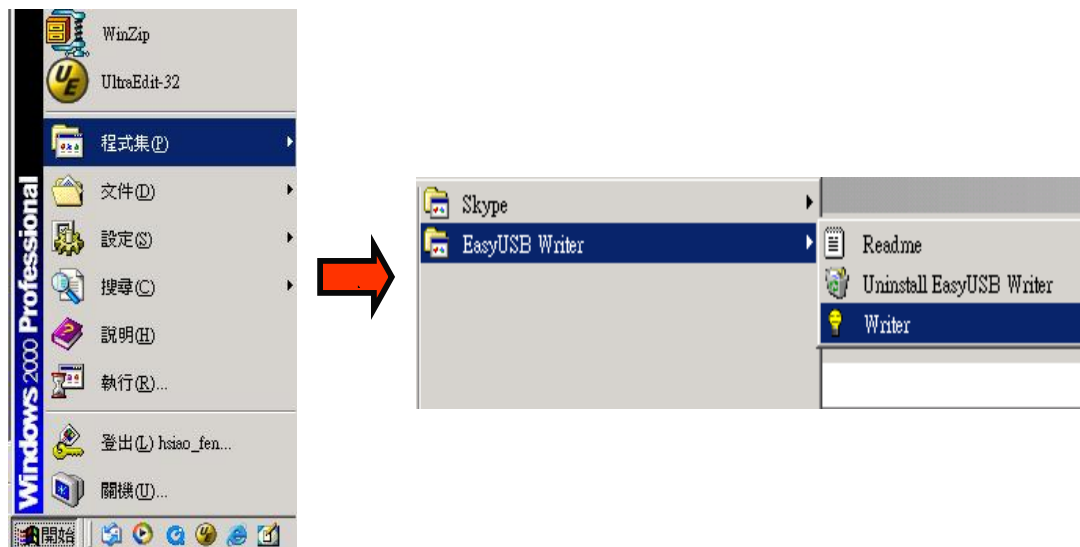 WinZip
UltraEdit-32
程式集(P)
文件(D)
設定(S)
搜尋(C)
說明(H)
執行(R)...
登出(L) hsiao_fen...
關機(U)...
Windows 2000 Professional
開始
Skype
EasyUSB Writer
Readme
Uninstall EasyUSB Writer
Writer